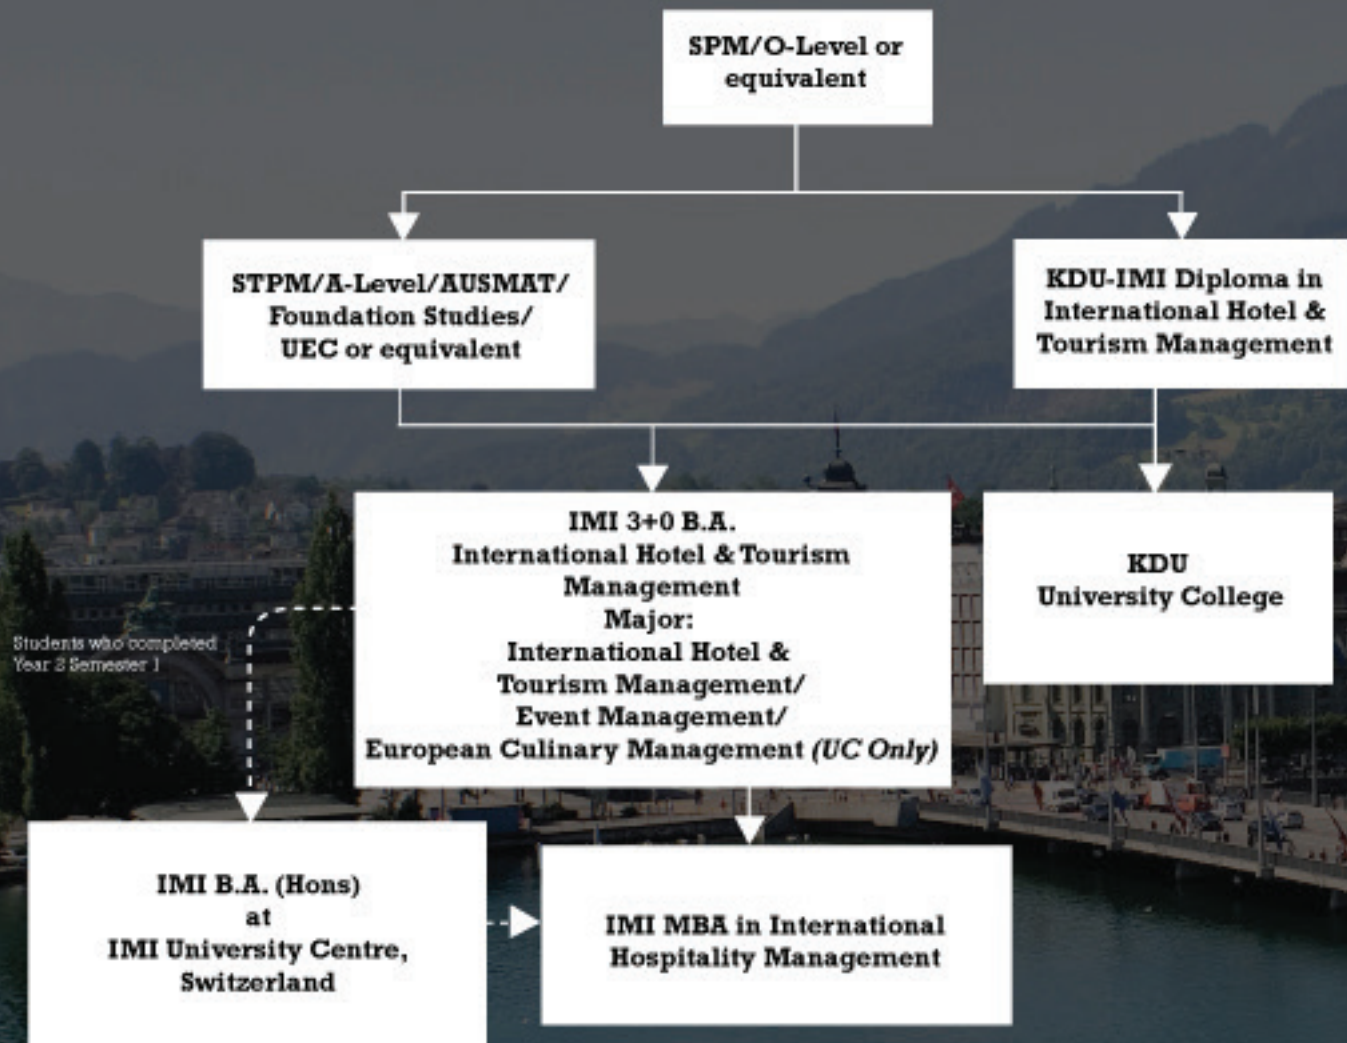 SPM/O-Level or
equivalent
STPM/A-Level/AUSMAT/
Foundation Studies/
UEC or equivalent
KDU-IMI Diploma in
International Hotel &
Tourism Management
IMI 3+0 B.A.
International Hotel & Tourism
Management
Major:
International Hotel &
Tourism Management/
Event Management/
European Culinary Management (UC Only)
KDU
University College
Students who completed
Year 2 Semester 1
IMI B.A. (Hons)
at
IMI University Centre,
Switzerland
IMI MBA in International
Hospitality Management